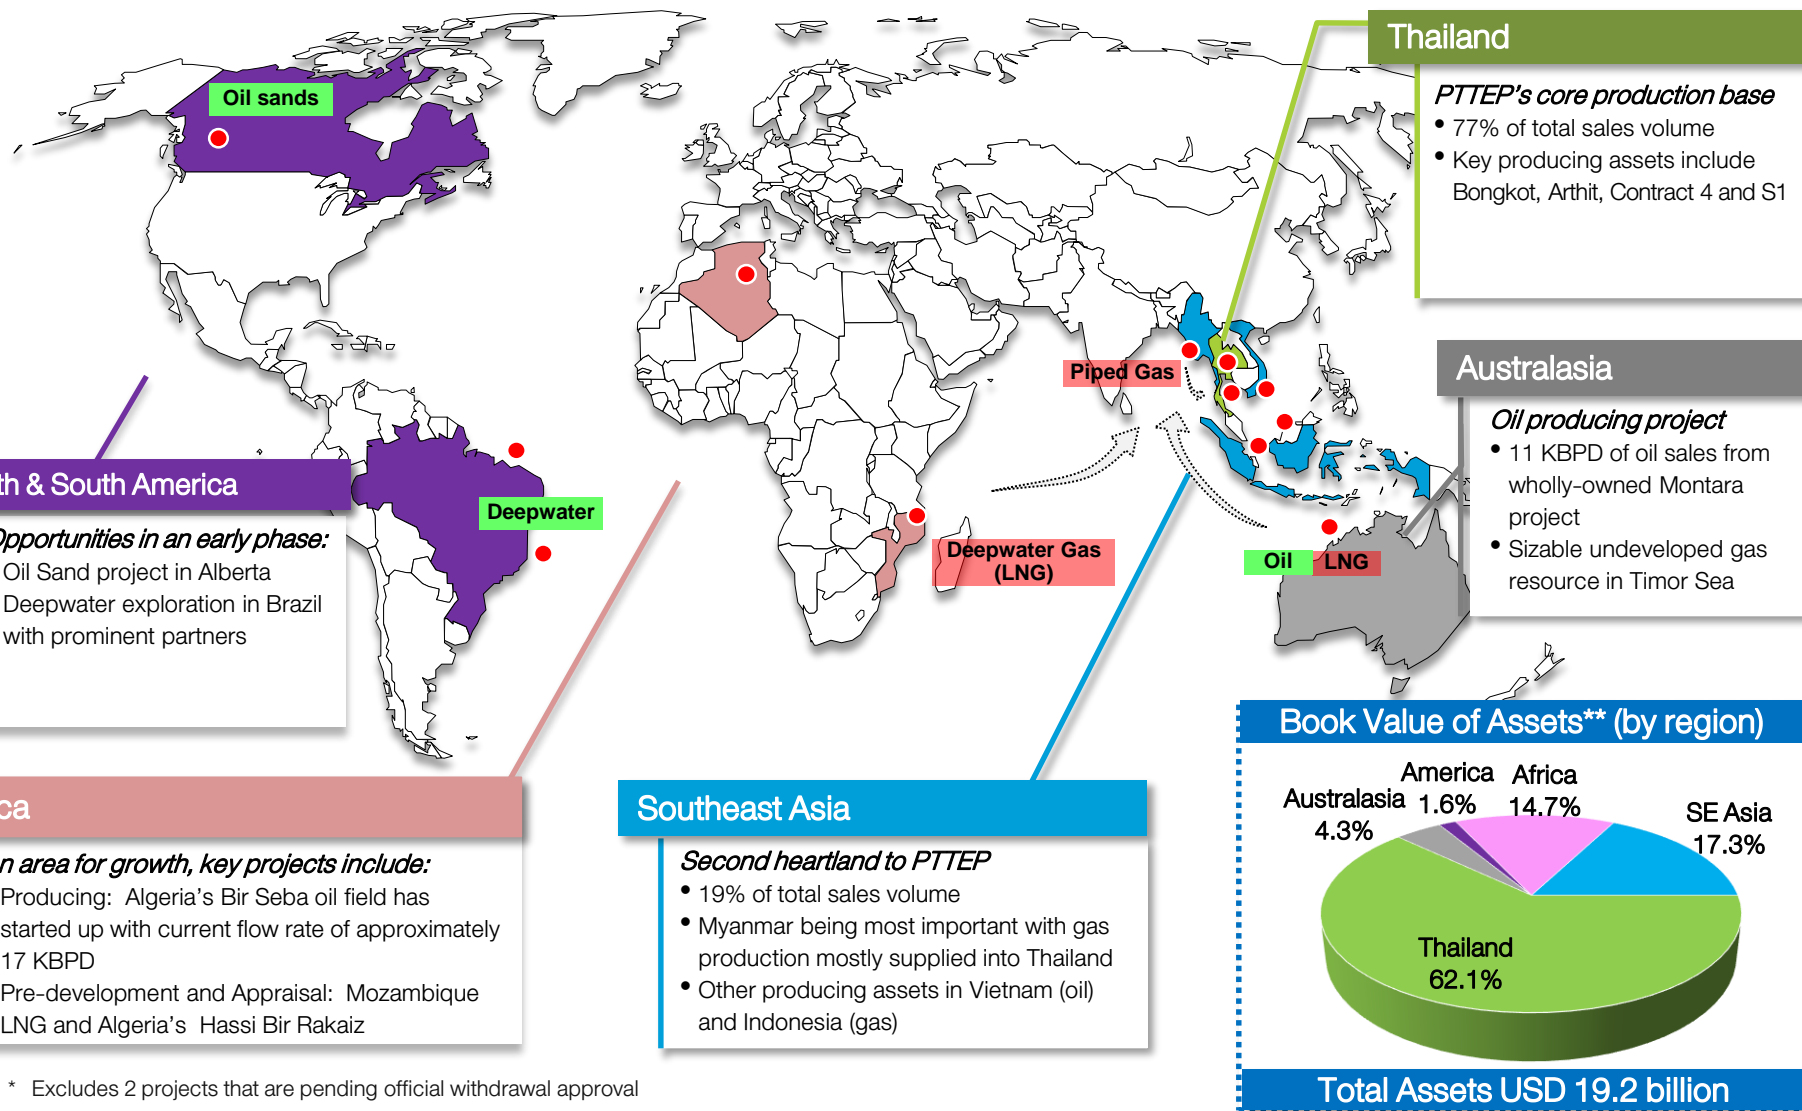 Thailand
PTTEP's core production base
• 77% of total sales volume
• Key producing assets include
Bongkot, Arthit, Contract 4 and S1
Oil sands
Piped Gas
Australasia
Oil producing project
• 11 KBPD of oil sales from
wholly-owned Montara
project
• Sizable undeveloped gas
resource in Timor Sea
th & South America
Opportunities in an early phase:
Oil Sand project in Alberta
Deepwater exploration in Brazil
with prominent partners
Deepwater
Deepwater Gas
(LNG)
Oil LNG
ca
n area for growth, key projects include:
Producing: Algeria's Bir Seba oil field has
started up with current flow rate of approximately
17 KBPD
Pre-development and Appraisal: Mozambique
LNG and Algeria's Hassi Bir Rakaiz
Southeast Asia
Second heartland to PTTEP
• 19% of total sales volume
• Myanmar being most important with gas
production mostly supplied into Thailand
• Other producing assets in Vietnam (oil)
and Indonesia (gas)
Book Value of Assets** (by region)
Australasia
4.3%
America
1.6%
Africa
14.7%
SE Asia
17.3%
Thailand
62.1%
Total Assets USD 19.2 billion
* Excludes 2 projects that are pending official withdrawal approval